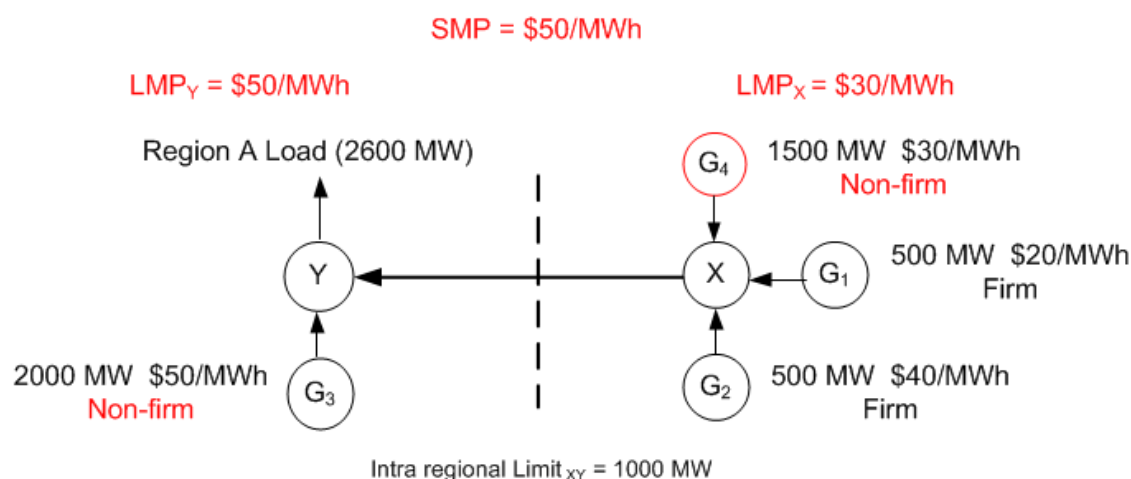 SMP = $50/MWh
LMPY = $50/MWh
LMPX = $30/MWh
Region A Load (2600 MW)
G4
1500 MW $30/MWh
Non-firm
Y
X
G1
500 MW $20/MWh
Firm
2000 MW $50/MWh
Non-firm
G3
G2
500 MW $40/MWh
Firm
Intra regional Limit XY = 1000 MW